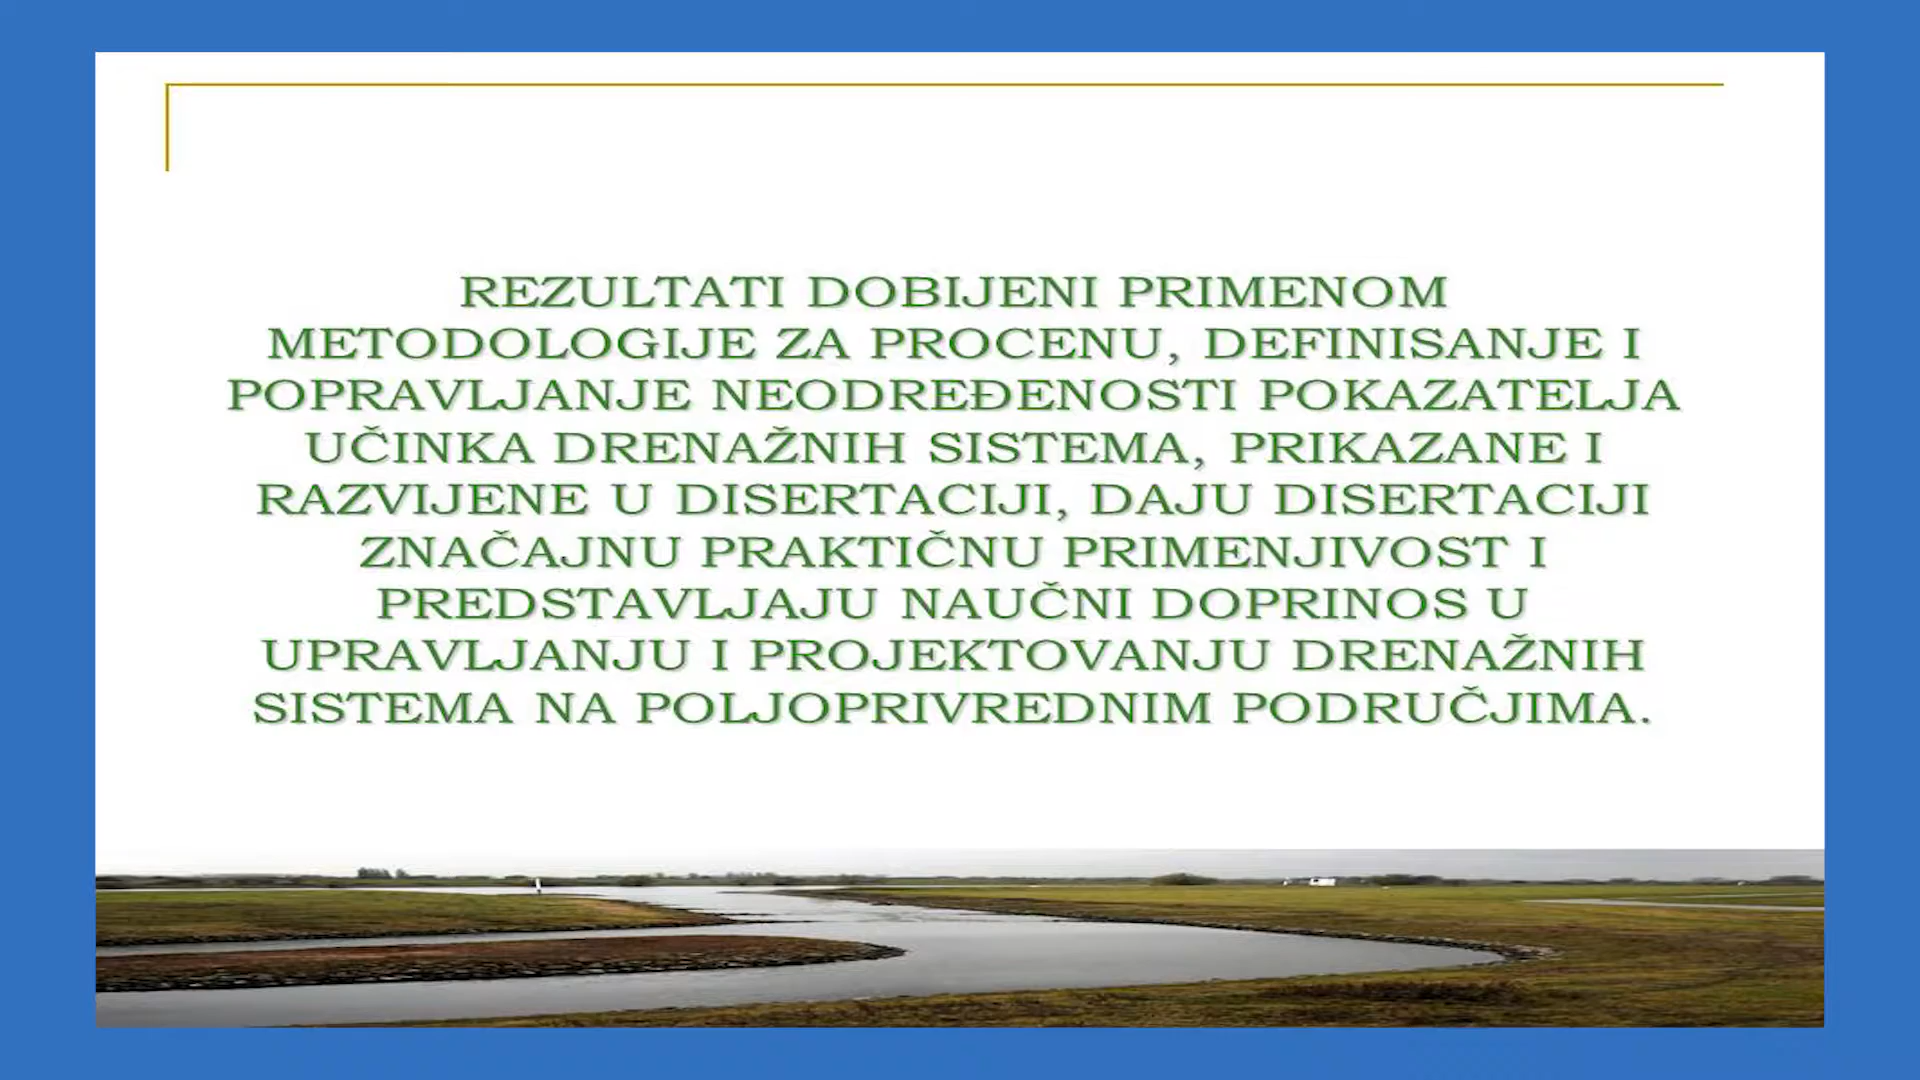 REZULTATI DOBIJENI PRIMENOM
METODOLOGIJE ZA PROCENU, DEFINISANJE I
POPRAVLJANJE NEODREĐENOSTI POKAZATELJA
UČINKA DRENAŽNIH SISTEMA, PRIKAZANE I
RAZVIJENE U DISERTACIJI, DAJU DISERTACIJI
ZNAČAJNU PRAKTIČNU PRIMENJIVOST I
PREDSTAVLJAJU NAUČNI DOPRINOS U
UPRAVLJANJU I PROJEKTOVANJU DRENAŽNIH
SISTEMA NA POLJOPRIVREDNIM PODRUČJIMA.